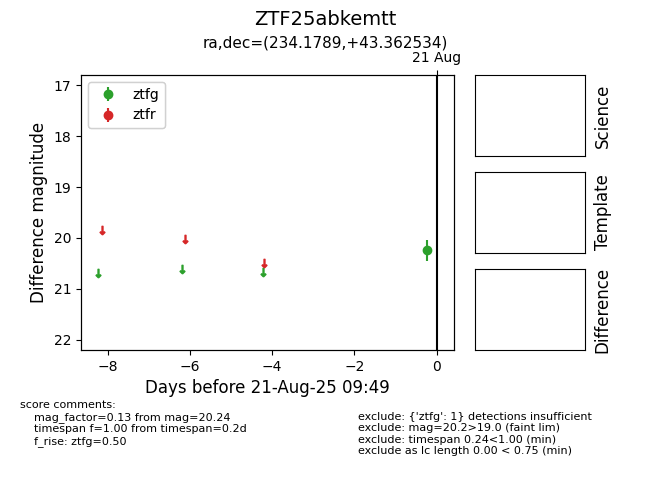 ZTF25abkemtt
ra,dec=(234.1789,+43.362534)
21 Aug
ztfg
ztfr
17
18
19
20
21
22
Difference magnitude
−8
−6
−4
−2
0
Days before 21-Aug-25 09:49
Science
Template
Difference
score comments:
mag_factor=0.13 from mag=20.24
timespan f=1.00 from timespan=0.2d
f_rise: ztfg=0.50
exclude: {'ztfg': 1} detections insufficient
exclude: mag=20.2>19.0 (faint lim)
exclude: timespan 0.24<1.00 (min)
exclude as lc length 0.00 < 0.75 (min)